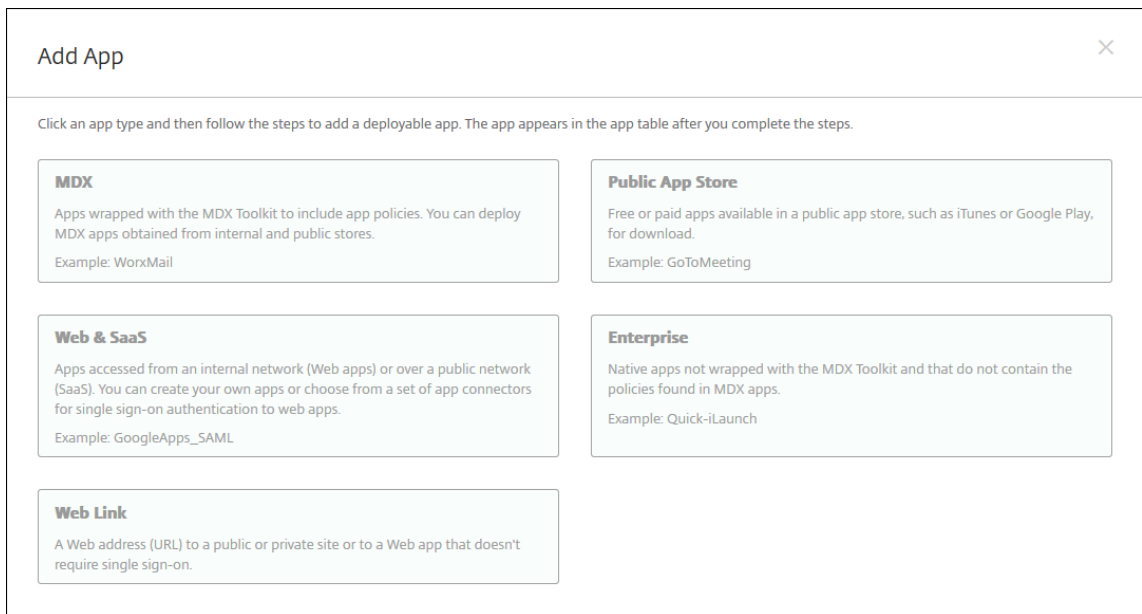 Add App
Click an app type and then follow the steps to add a deployable app. The app appears in the app table after you complete the steps.
MDX
Apps wrapped with the MDX Toolkit to include app policies. You can deploy
MDX apps obtained from internal and public stores.
Example: WorxMail
Public App Store
Free or paid apps available in a public app store, such as iTunes or Google Play,
for download.
Example: GoToMeeting
Web & SaaS
Apps accessed from an internal network (Web apps) or over a public network
(SaaS). You can create your own apps or choose from a set of app connectors
for single sign-on authentication to web apps.
Example: GoogleApps_SAML
Enterprise
Native apps not wrapped with the MDX Toolkit and that do not contain the
policies found in MDX apps.
Example: Quick-iLaunch
Web Link
A Web address (URL) to a public or private site or to a Web app that doesn't
require single sign-on.